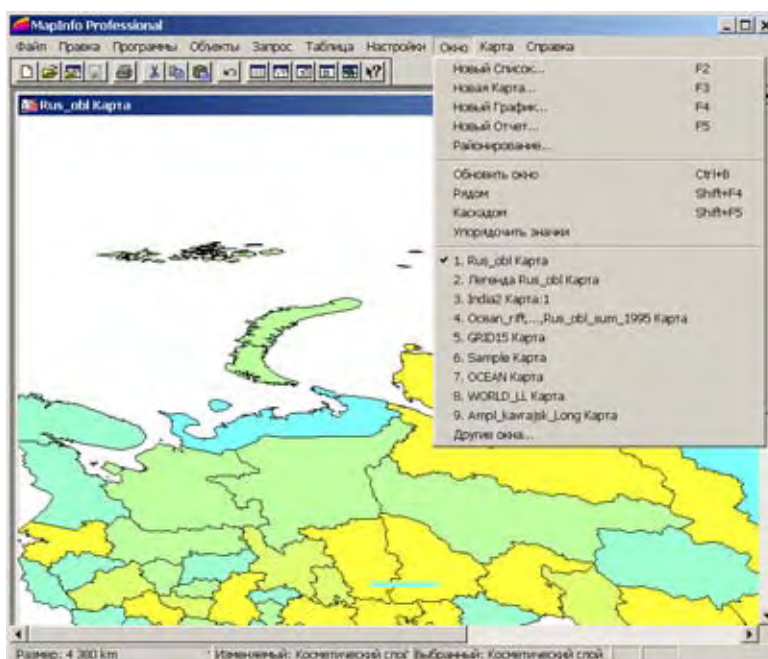 MapInfo Professional
Файл Правка Программы Объекты Запрос Таблица Настройки Окно Карта Справка
Rus_obl Карта
Новый Список... F2
Новая Карта... F3
Новый График... F4
Новый Отчет... F5
Районирование...
Обновить окно Ctrl+B
Рядом Shift+F4
Каскадом Shift+F5
Упорядочить значки
✔ 1. Rus_obl Карта
2. Легенда Rus_obl Карта
3. India2 Карта:1
4. Ocean_rift,...,Rus_obl_sum_1995 Карта
5. GRID15 Карта
6. Sample Карта
7. OCEAN Карта
8. WORLD_LL Карта
9. Ampl_kavrajsk_Long Карта
Другие окна...
Размер: 4 380 km Изменяемый: Косметический слой Выбранный: Косметический слой